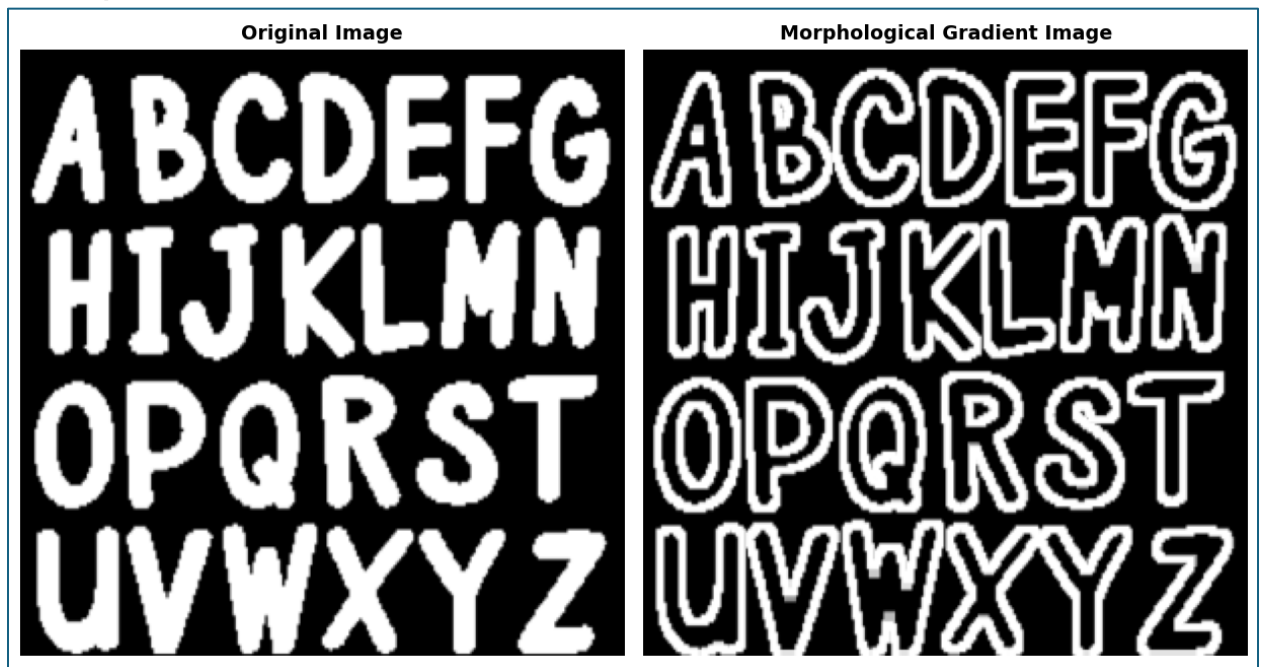 Original Image
Morphological Gradient Image
ABCDEFG
HIJKLMN
OPQRST
UVWXYZ
ABCDEFG
HIJKLMN
OPQRST
UVWXYZ